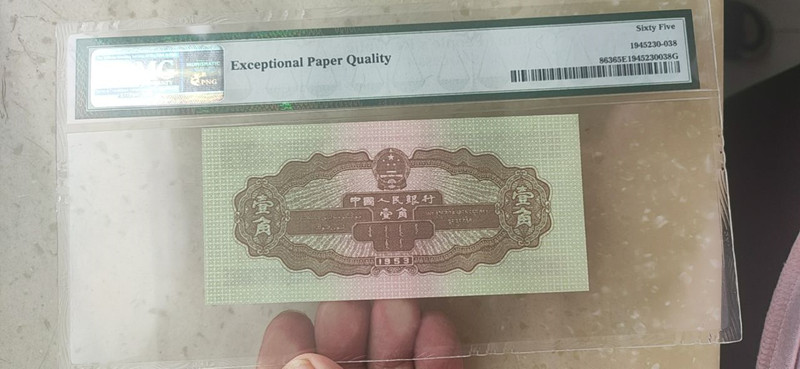 Sixty Five
1945230-038
86365E1945230038G
Exceptional Paper Quality
PNG
中國人民銀行
壹角
壹角
壹角
1953